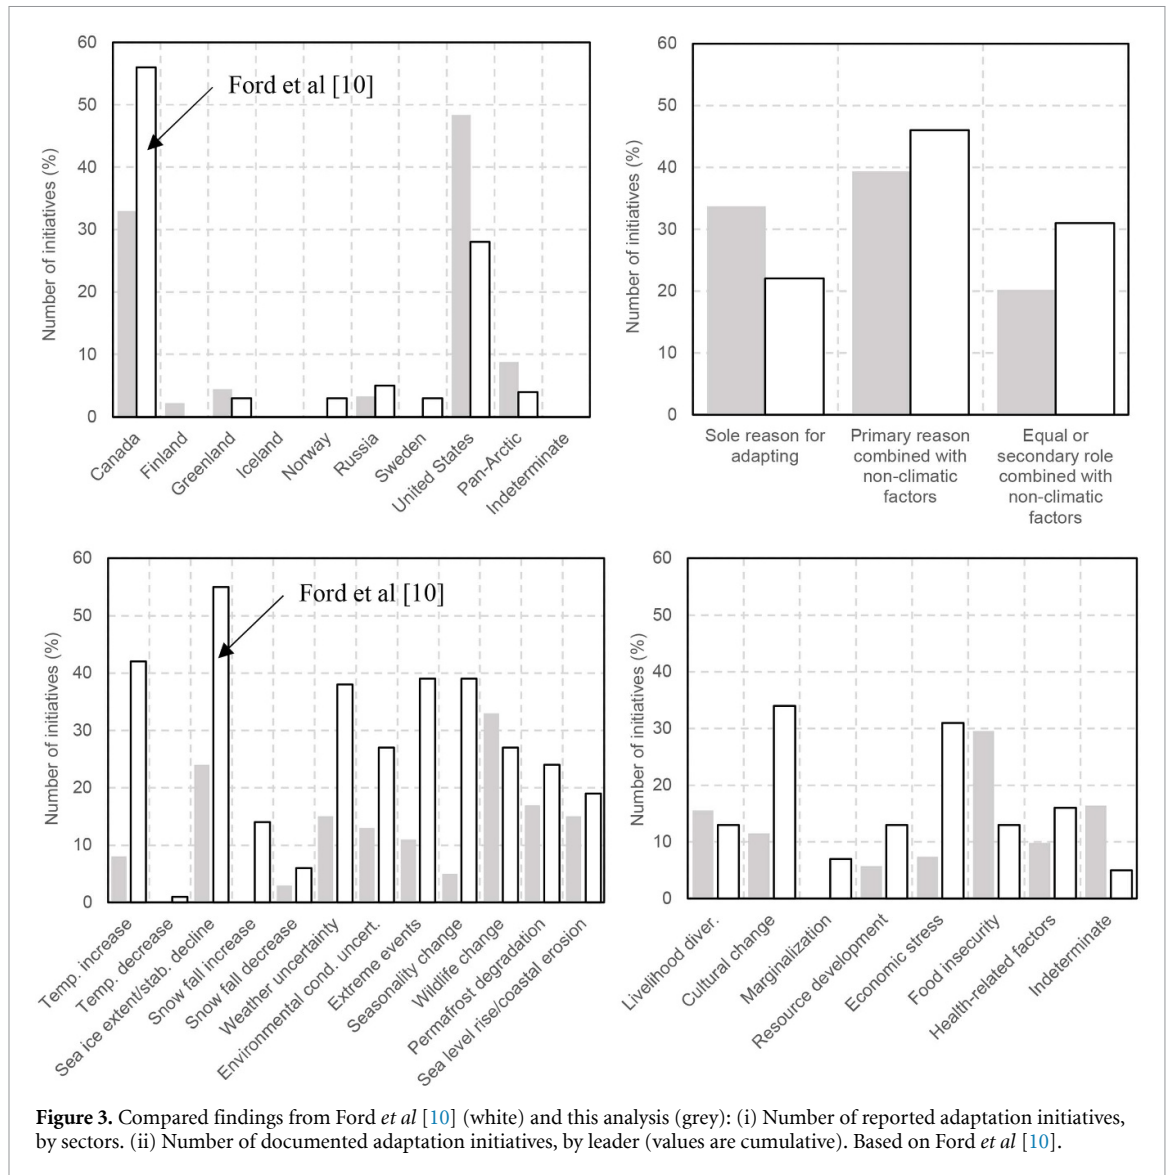 60
50
40
30
20
10
0
Number of initiatives (%)
Ford et al [10]
Canada
Finland
Greenland
Iceland
Norway
Russia
Sweden
United States
Pan-Arctic
Indeterminate
60
50
40
30
20
10
0
Number of initiatives (%)
Sole reason for
adapting
Primary reason
combined with
non-climatic
factors
Equal or
secondary role
combined with
non-climatic
factors
60
50
40
30
20
10
0
Number of initiatives (%)
Ford et al [10]
Temp. increase
Temp. decrease
Sea ice extent/stab. decline
Snow fall increase
Snow fall decrease
Weather uncertainty
Environmental cond. uncert.
Extreme events
Seasonality change
Wildlife change
Permafrost degradation
Sea level rise/coastal erosion
60
50
40
30
20
10
0
Number of initiatives (%)
Livelihood diver.
Cultural change
Marginalization
Resource development
Economic stress
Food insecurity
Health-related factors
Indeterminate
Figure 3. Compared findings from Ford et al [10] (white) and this analysis (grey): (i) Number of reported adaptation initiatives,
by sectors. (ii) Number of documented adaptation initiatives, by leader (values are cumulative). Based on Ford et al [10].